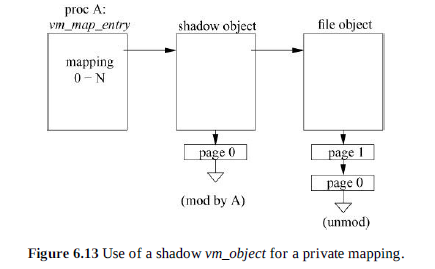 proc A:
vm_map_entry
shadow object
file object
mapping
0 – N
page 0
page 1
page 0
(mod by A)
(unmod)
Figure 6.13 Use of a shadow vm_object for a private mapping.